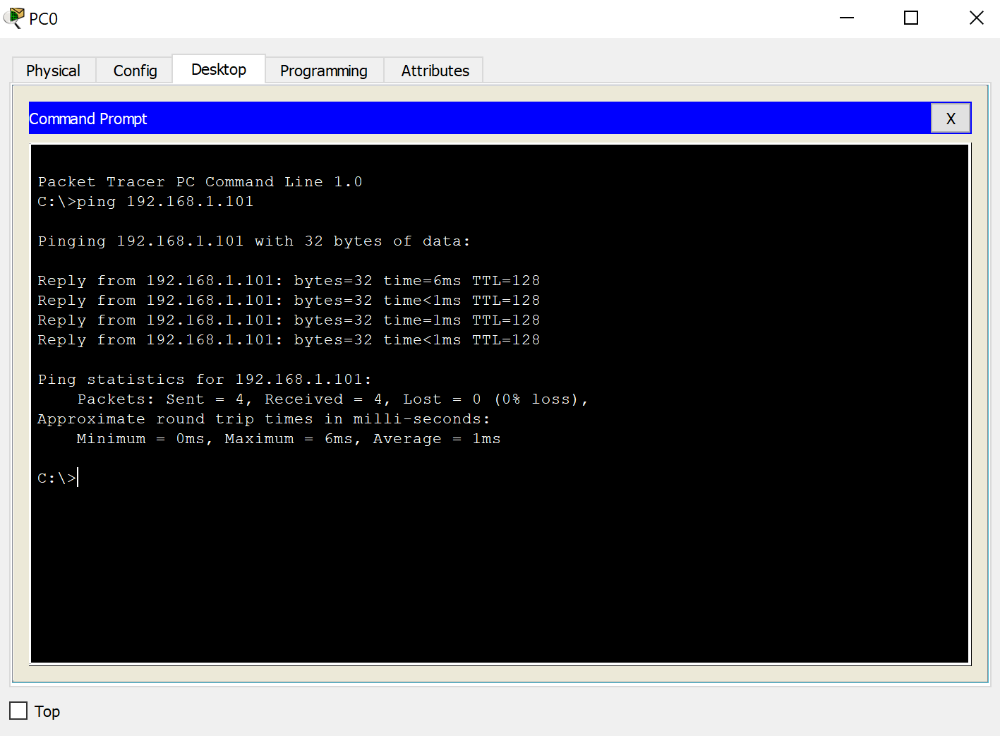 PC0
Physical Config Desktop Programming Attributes
Command Prompt X
Packet Tracer PC Command Line 1.0
C:\>ping 192.168.1.101
Pinging 192.168.1.101 with 32 bytes of data:
Reply from 192.168.1.101: bytes=32 time=6ms TTL=128
Reply from 192.168.1.101: bytes=32 time<1ms TTL=128
Reply from 192.168.1.101: bytes=32 time=1ms TTL=128
Reply from 192.168.1.101: bytes=32 time<1ms TTL=128
Ping statistics for 192.168.1.101:
    Packets: Sent = 4, Received = 4, Lost = 0 (0% loss),
Approximate round trip times in milli-seconds:
    Minimum = 0ms, Maximum = 6ms, Average = 1ms
C:\>
Top